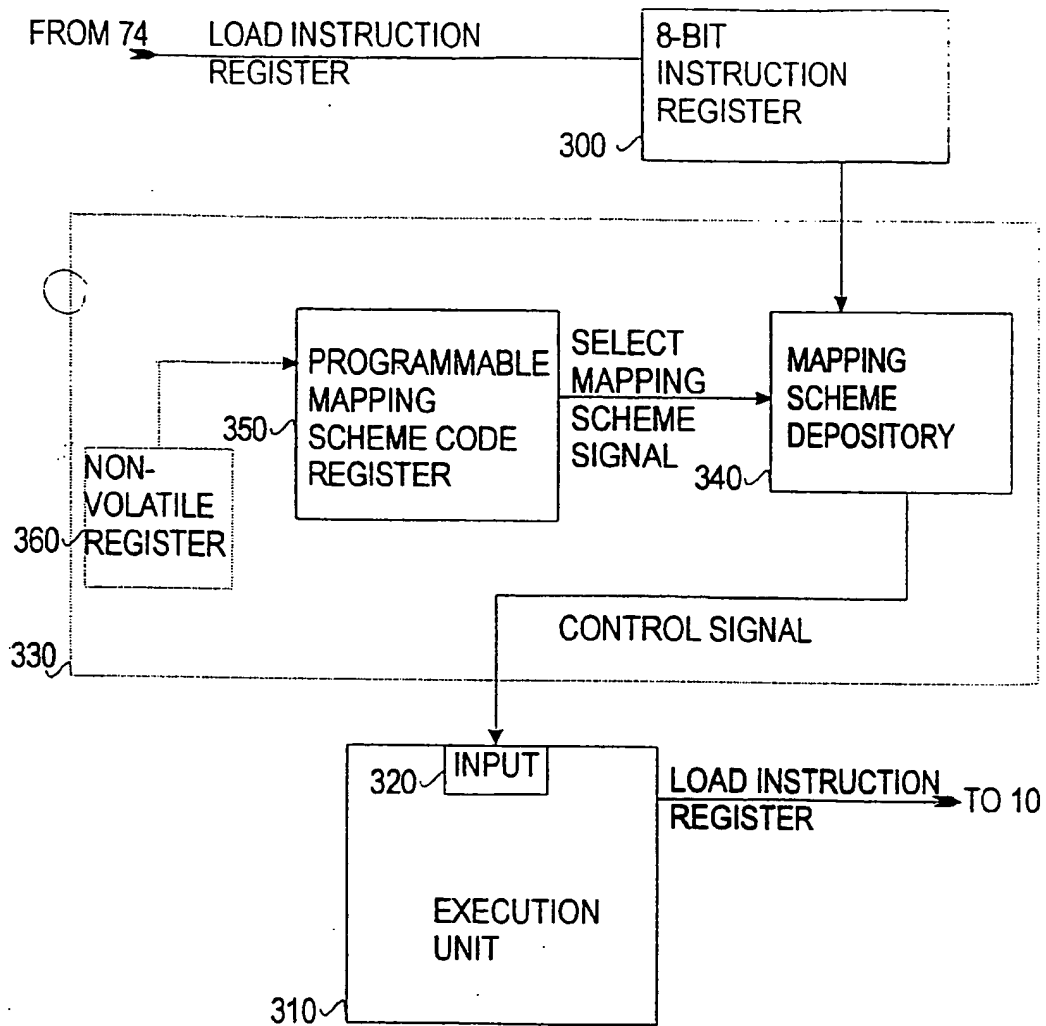 FROM 74
LOAD INSTRUCTION
REGISTER
8-BIT
INSTRUCTION
REGISTER
300
PROGRAMMABLE
MAPPING
SCHEME CODE
REGISTER
350
SELECT
MAPPING
SCHEME
SIGNAL
MAPPING
SCHEME
DEPOSITORY
340
NON-
VOLATILE
REGISTER
360
CONTROL SIGNAL
330
INPUT
320
LOAD INSTRUCTION
REGISTER
TO 10
EXECUTION
UNIT
310